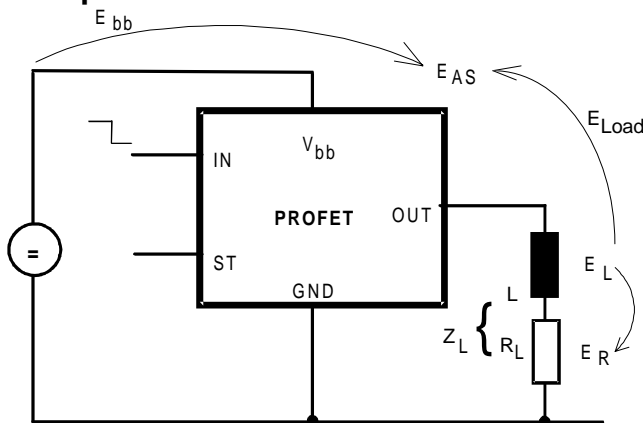 E bb
E AS
E Load
V bb
IN
PROFET
OUT
=
ST
GND
L
E L
Z L { R L
E R